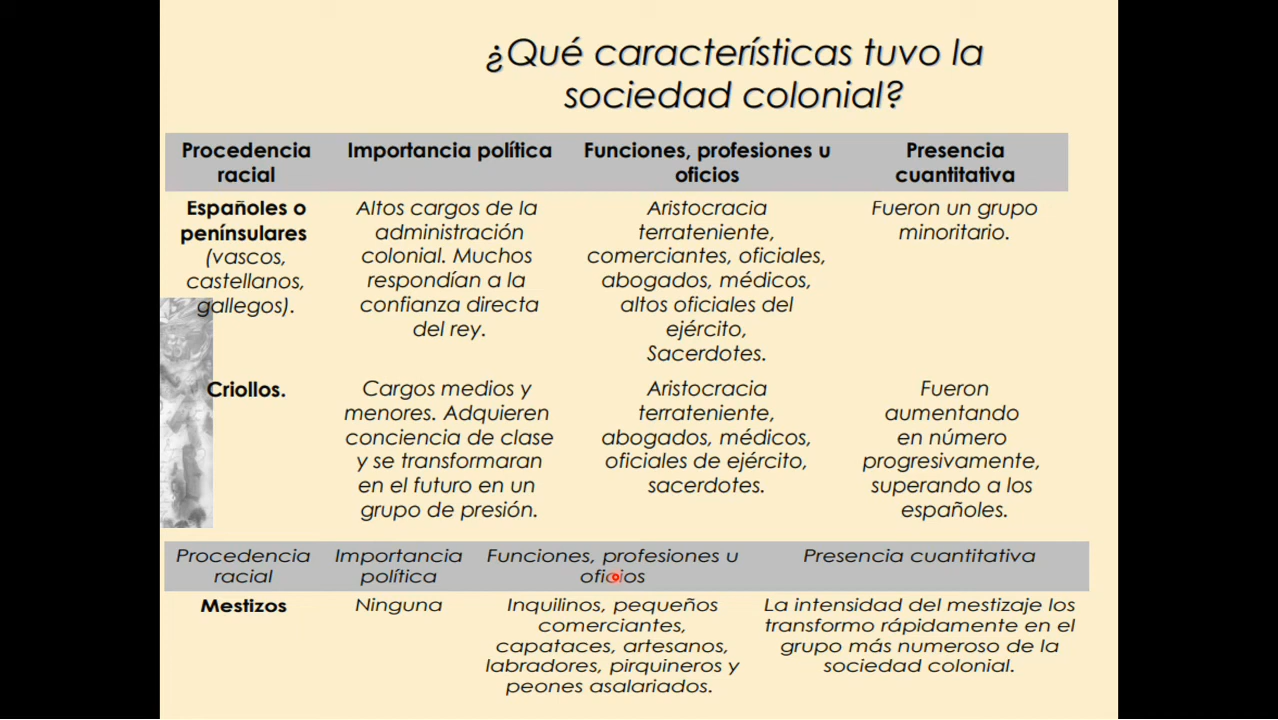 ¿Qué características tuvo la
sociedad colonial?
Procedencia
racial
Importancia política
Funciones, profesiones u
oficios
Presencia
cuantitativa
Españoles o
penínsulares
(vascos,
castellanos,
gallegos).
Altos cargos de la
administración
colonial. Muchos
respondían a la
confianza directa
del rey.
Aristocracia
terrateniente,
comerciantes, oficiales,
abogados, médicos,
altos oficiales del
ejército,
Sacerdotes.
Fueron un grupo
minoritario.
Criollos.
Cargos medios y
menores. Adquieren
conciencia de clase
y se transformaran
en el futuro en un
grupo de presión.
Aristocracia
terrateniente,
abogados, médicos,
oficiales de ejército,
sacerdotes.
Fueron
aumentando
en número
progresivamente,
superando a los
españoles.
Procedencia
racial
Importancia
política
Funciones, profesiones u
oficios
Presencia cuantitativa
Mestizos
Ninguna
Inquilinos, pequeños
comerciantes,
capataces, artesanos,
labradores, pirquineros y
peones asalariados.
La intensidad del mestizaje los
transformo rápidamente en el
grupo más numeroso de la
sociedad colonial.